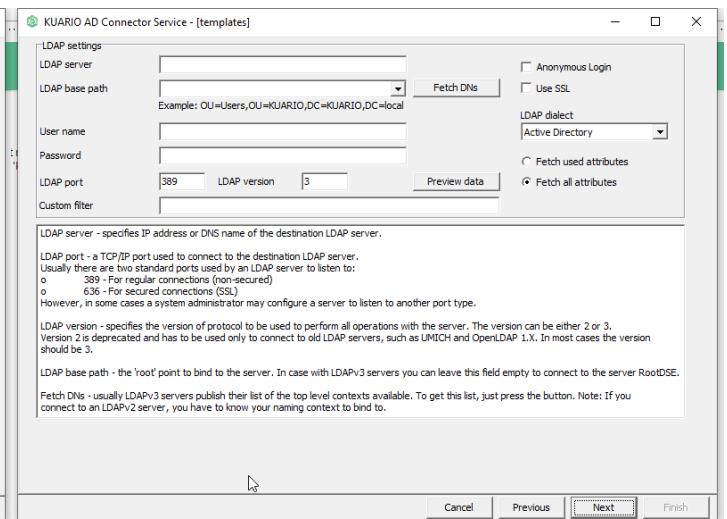 KUARIO AD Connector Service - [templates]
LDAP settings
LDAP server
Anonymous Login
LDAP base path
Fetch DNs
Use SSL
Example: OU=Users,OU=KUARIO,DC=KUARIO,DC=local
LDAP dialect
User name
Active Directory
Password
Fetch used attributes
LDAP port
389
LDAP version
3
Preview data
Fetch all attributes
Custom filter
LDAP server - specifies IP address or DNS name of the destination LDAP server.
LDAP port - a TCP/IP port used to connect to the destination LDAP server.
Usually there are two standard ports used by an LDAP server to listen to:
o 389 - For regular connections (non-secured)
o 636 - For secured connections (SSL)
However, in some cases a system administrator may configure a server to listen to another port type.
LDAP version - specifies the version of protocol to be used to perform all operations with the server. The version can be either 2 or 3.
Version 2 is deprecated and has to be used only to connect to old LDAP servers, such as UMICH and OpenLDAP 1.X. In most cases the version
should be 3.
LDAP base path - the 'root' point to bind to the server. In case with LDAPv3 servers you can leave this field empty to connect to the server RootDSE.
Fetch DNs - usually LDAPv3 servers publish their list of the top level contexts available. To get this list, just press the button. Note: If you
connect to an LDAPv2 server, you have to know your naming context to bind to.
Cancel
Previous
Next
Finish